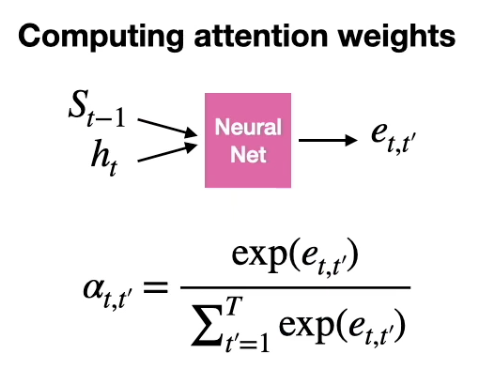 Computing attention weights
S_{t−1}
h_t
Neural
Net
e_{t,t′}
α_{t,t′} = exp(e_{t,t′}) / ∑_{t′=1}^{T} exp(e_{t,t′})